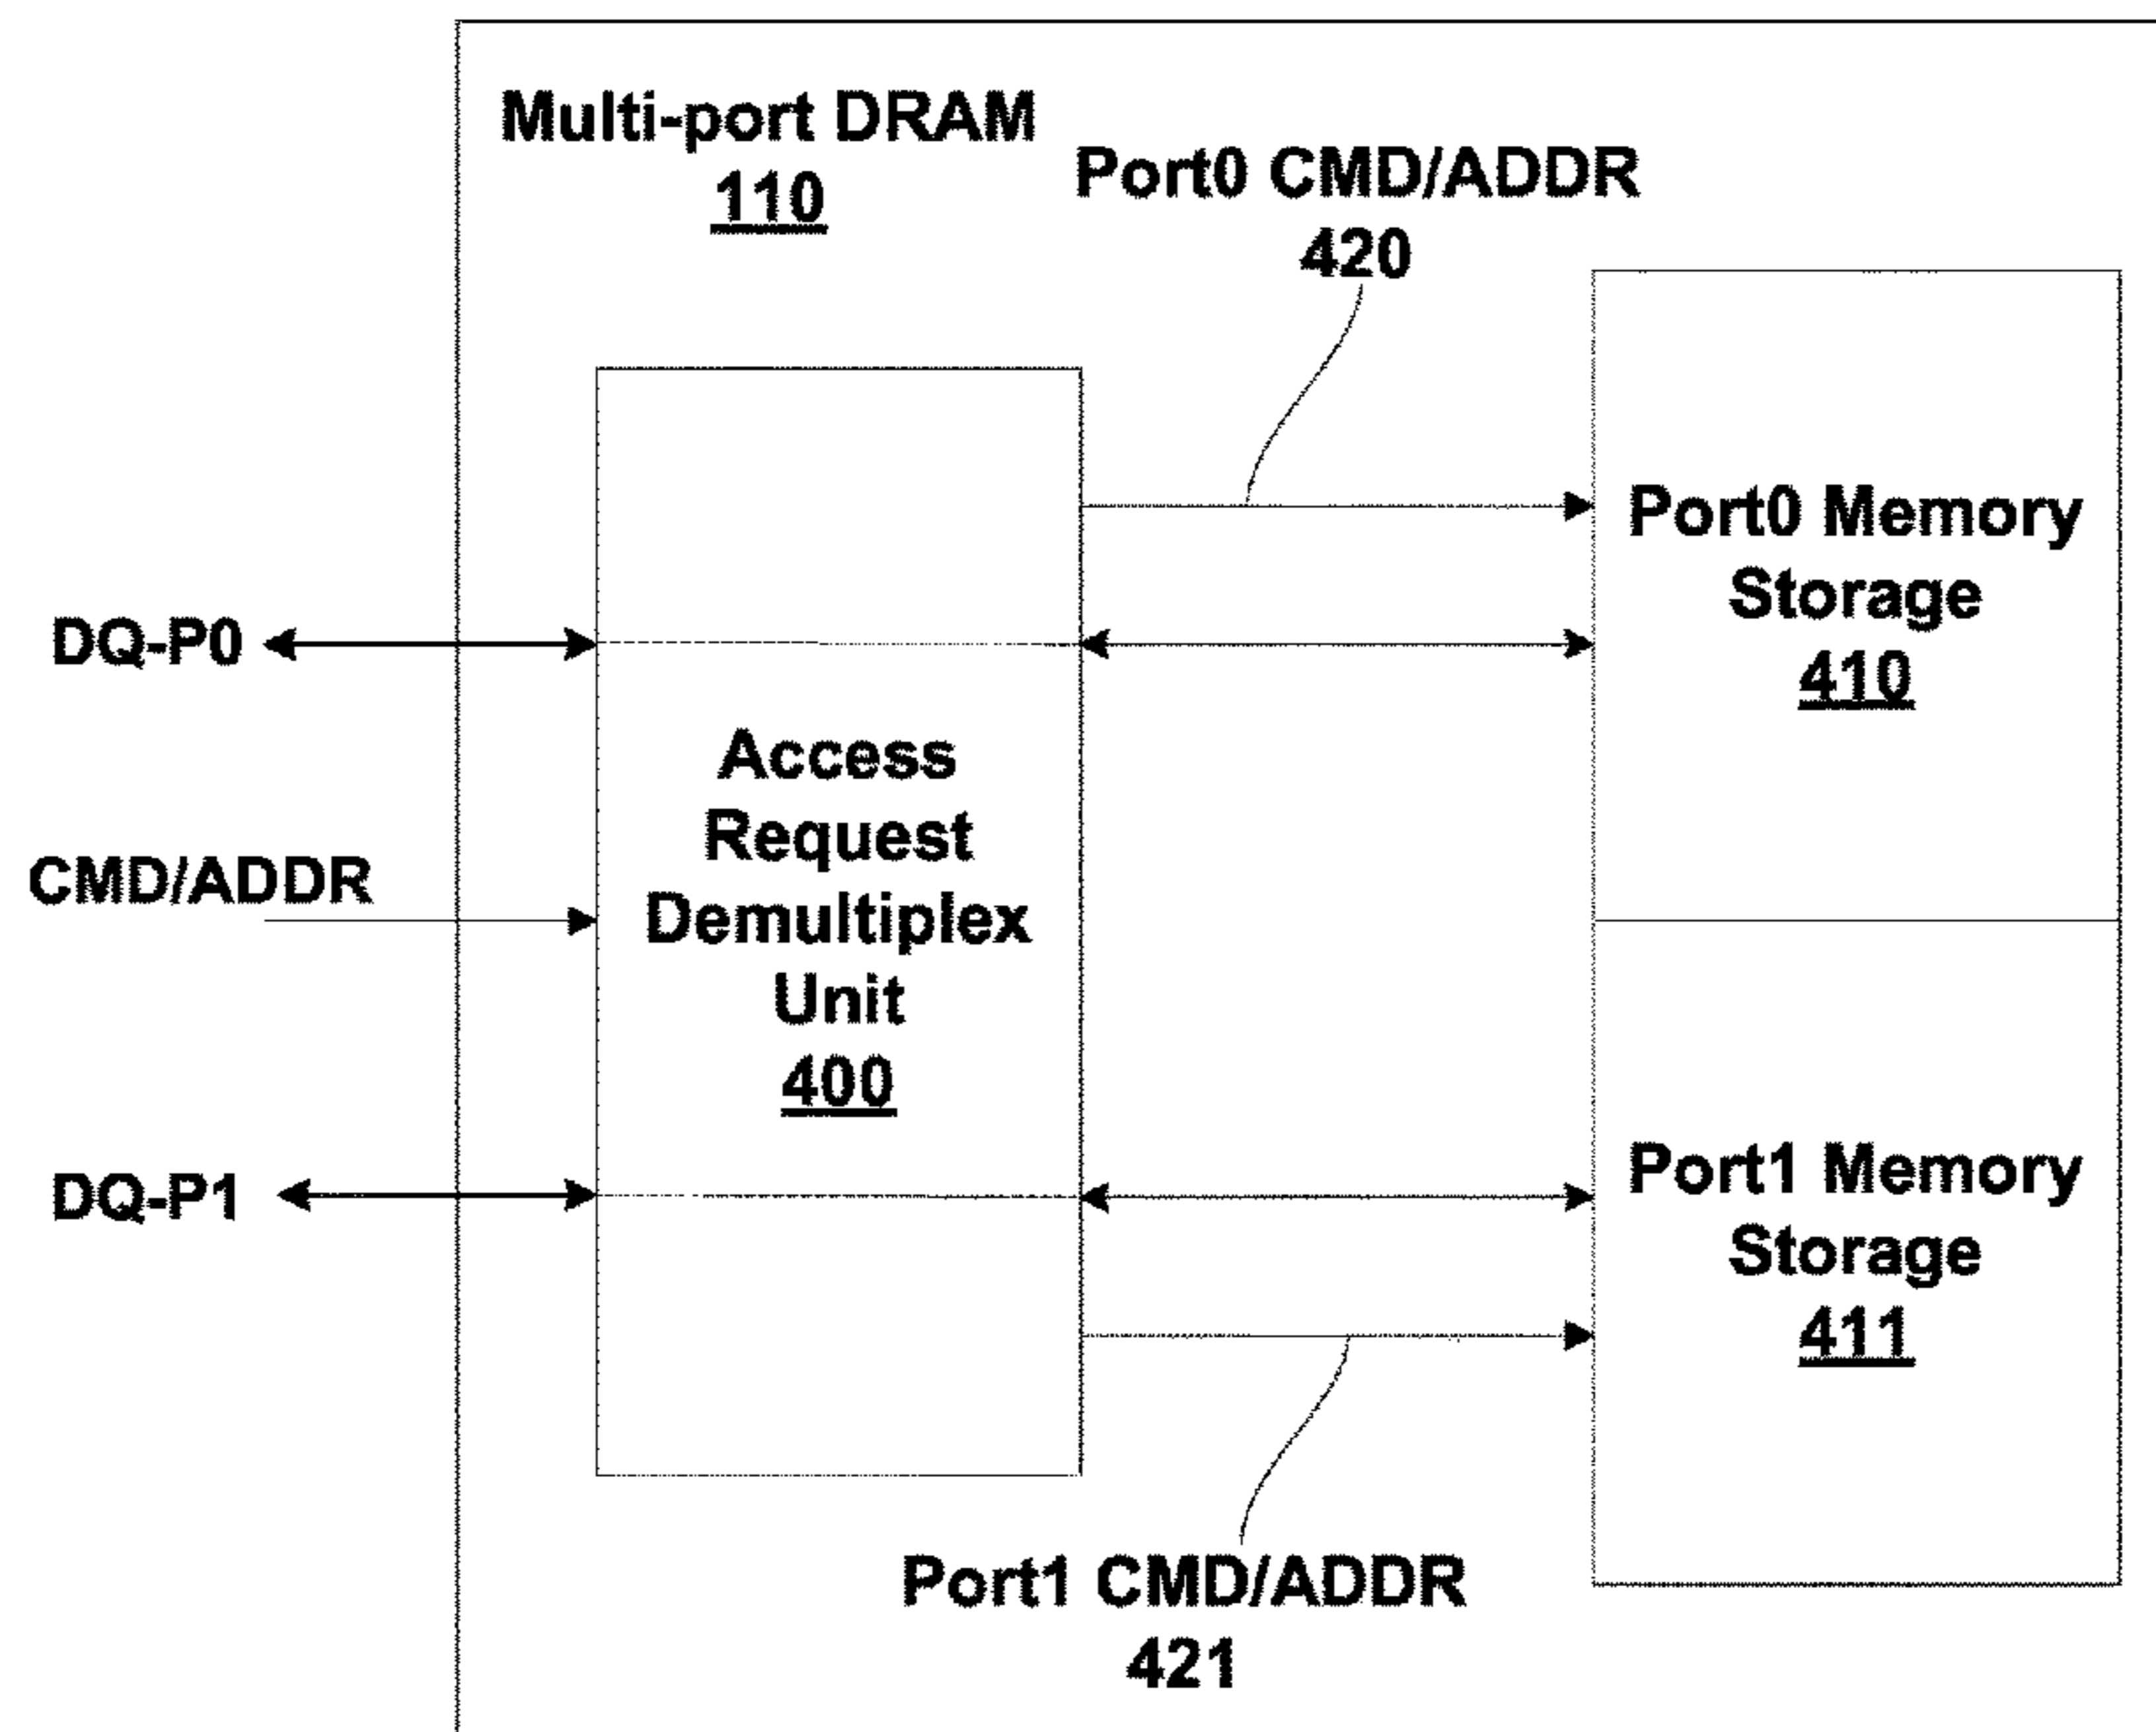 Multi-port DRAM
110
Port0 CMD/ADDR
420
Port0 Memory
Storage
410
DQ-P0
Access
Request
Demultiplex
Unit
400
CMD/ADDR
DQ-P1
Port1 Memory
Storage
411
Port1 CMD/ADDR
421